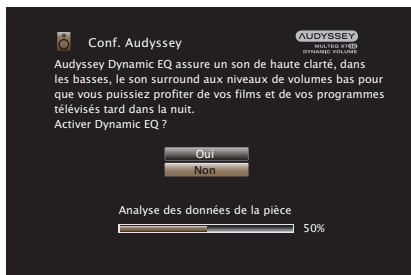 Conf. Audyssey
AUDYSSEY
MULTEQ XT32
DYNAMIC VOLUME
Audyssey Dynamic EQ assure un son de haute clarté, dans
les basses, le son surround aux niveaux de volumes bas pour
que vous puissiez profiter de vos films et de vos programmes
télévisés tard dans la nuit.
Activer Dynamic EQ ?
Oui
Non
Analyse des données de la pièce
50%